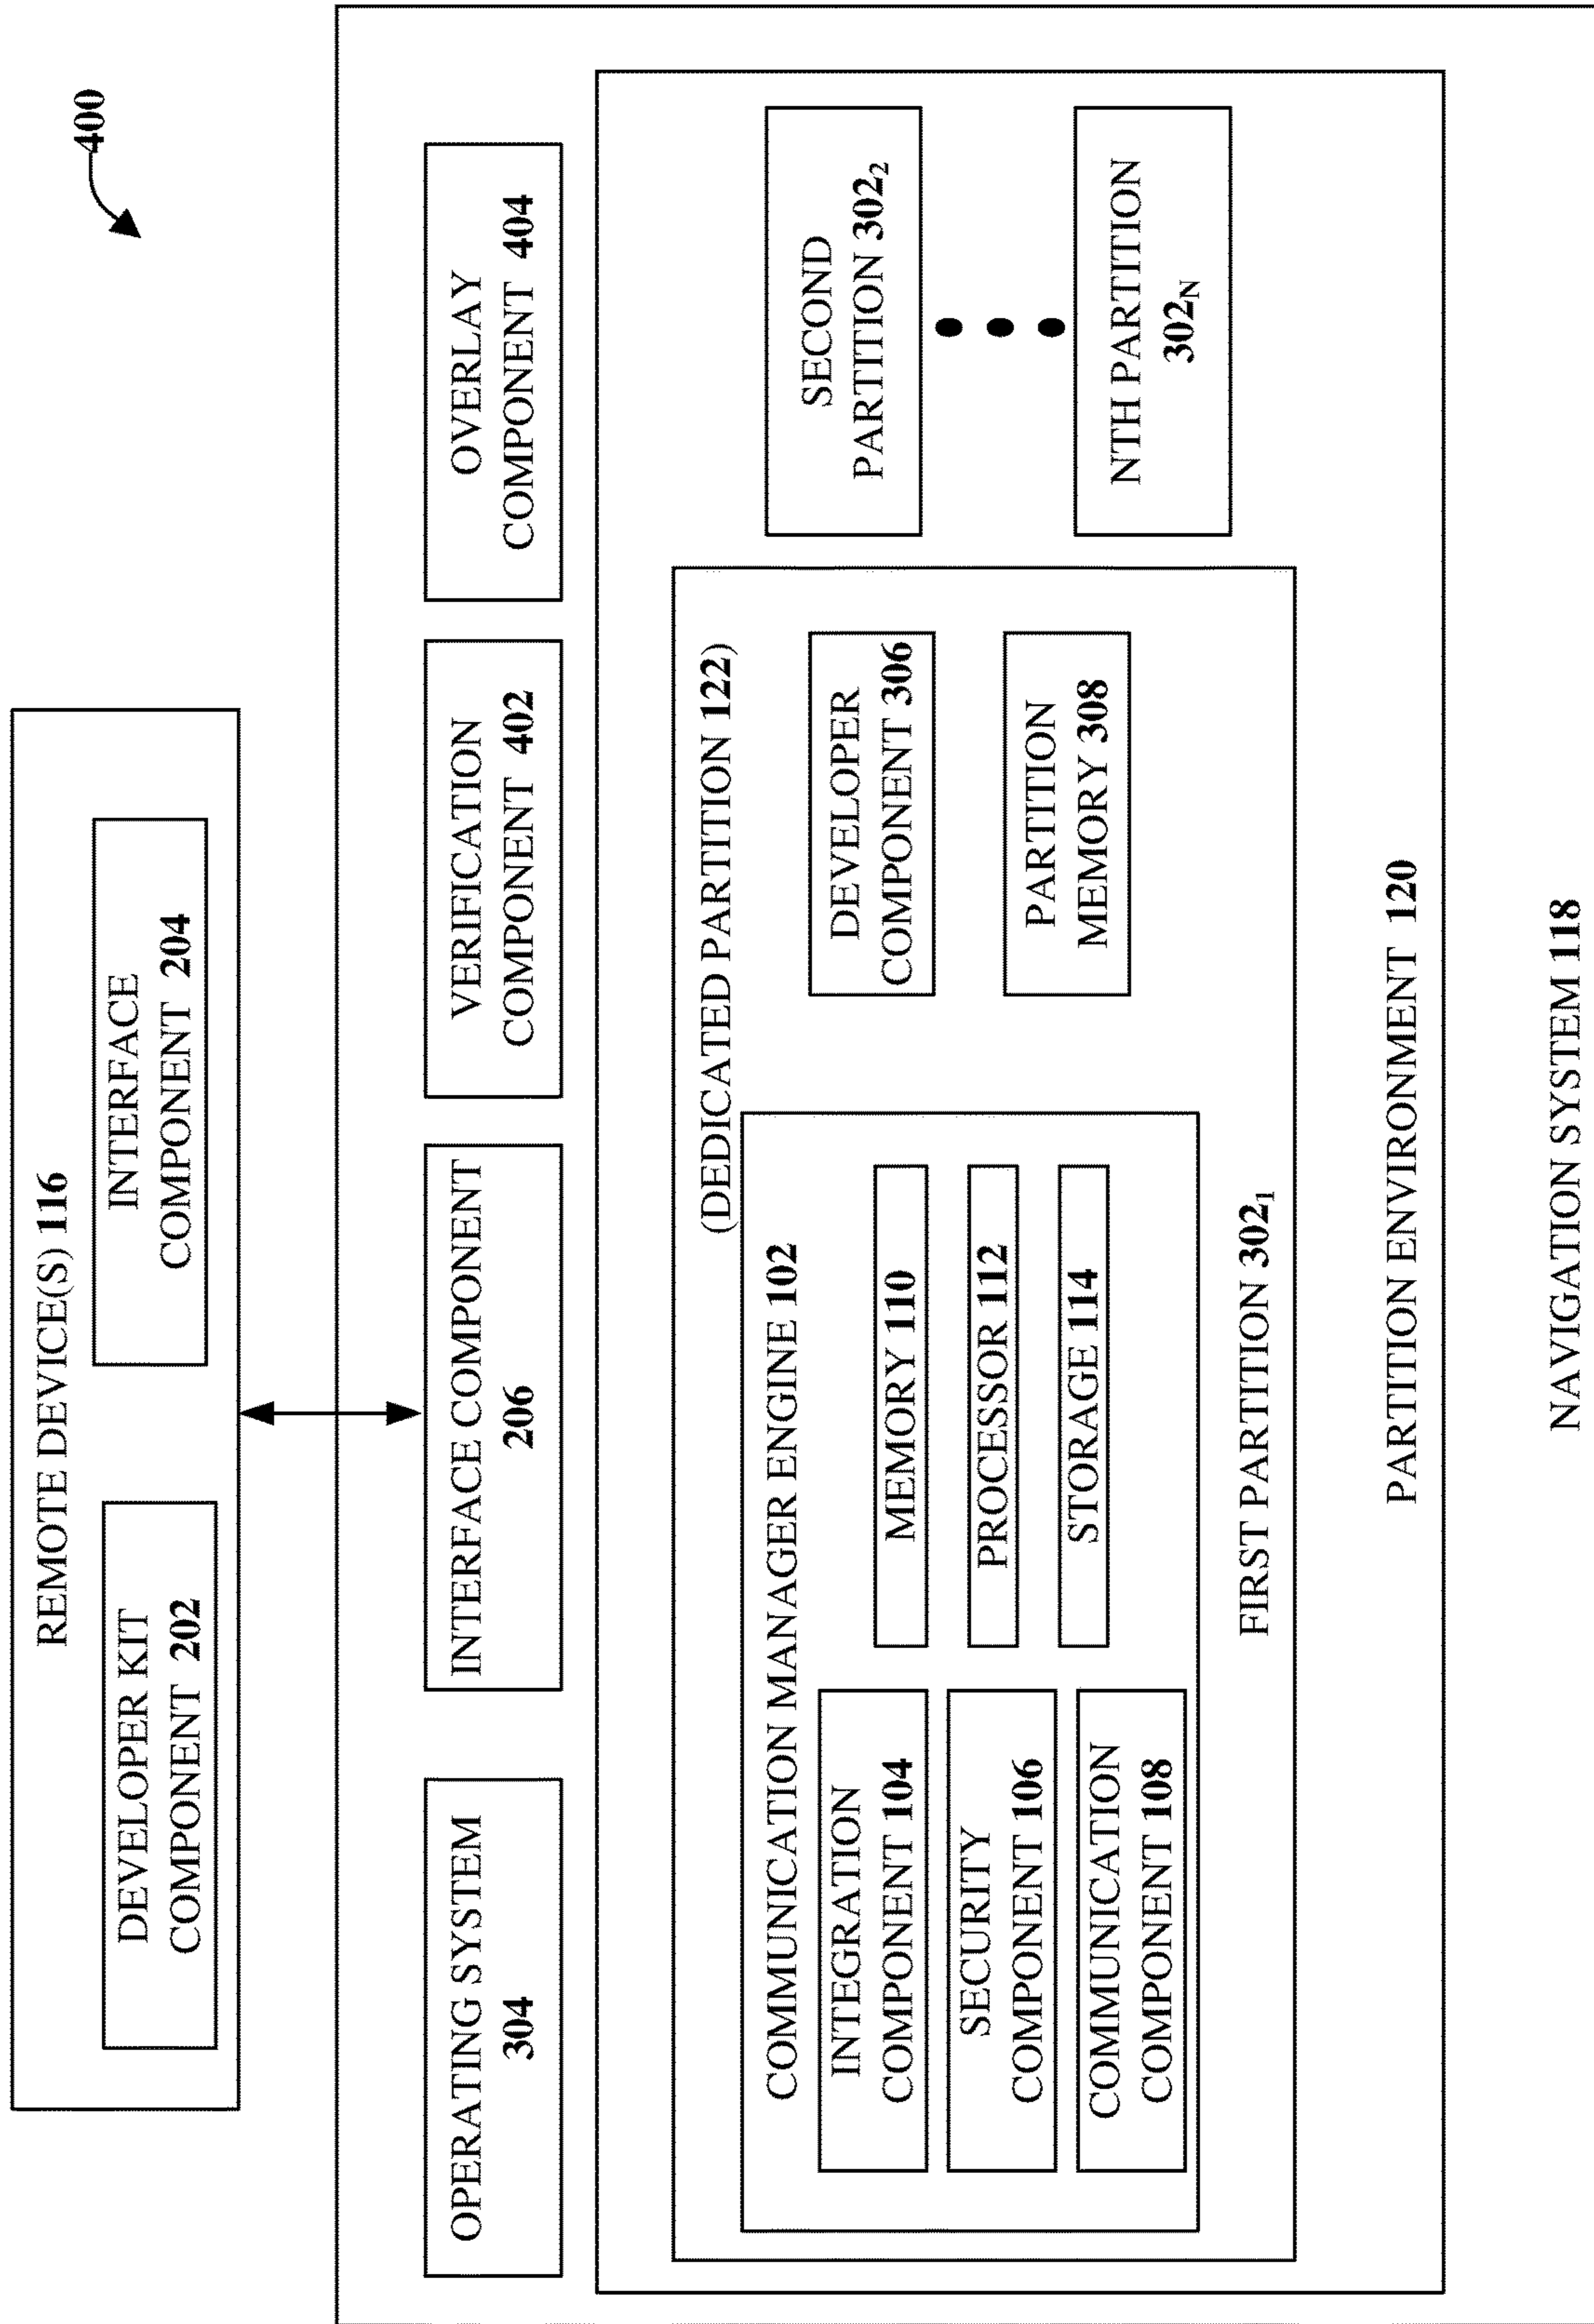 400
REMOTE DEVICE(S) 116
DEVELOPER KIT
COMPONENT 202
INTERFACE
COMPONENT 204
OPERATING SYSTEM
304
INTERFACE COMPONENT
206
VERIFICATION
COMPONENT 402
OVERLAY
COMPONENT 404
(DEDICATED PARTITION 122)
COMMUNICATION MANAGER ENGINE 102
INTEGRATION
COMPONENT 104
SECURITY
COMPONENT 106
COMMUNICATION
COMPONENT 108
MEMORY 110
PROCESSOR 112
STORAGE 114
DEVELOPER
COMPONENT 306
PARTITION
MEMORY 308
FIRST PARTITION 302₁
SECOND
PARTITION 302₂
NTH PARTITION
302_N
PARTITION ENVIRONMENT 120
NAVIGATION SYSTEM 118